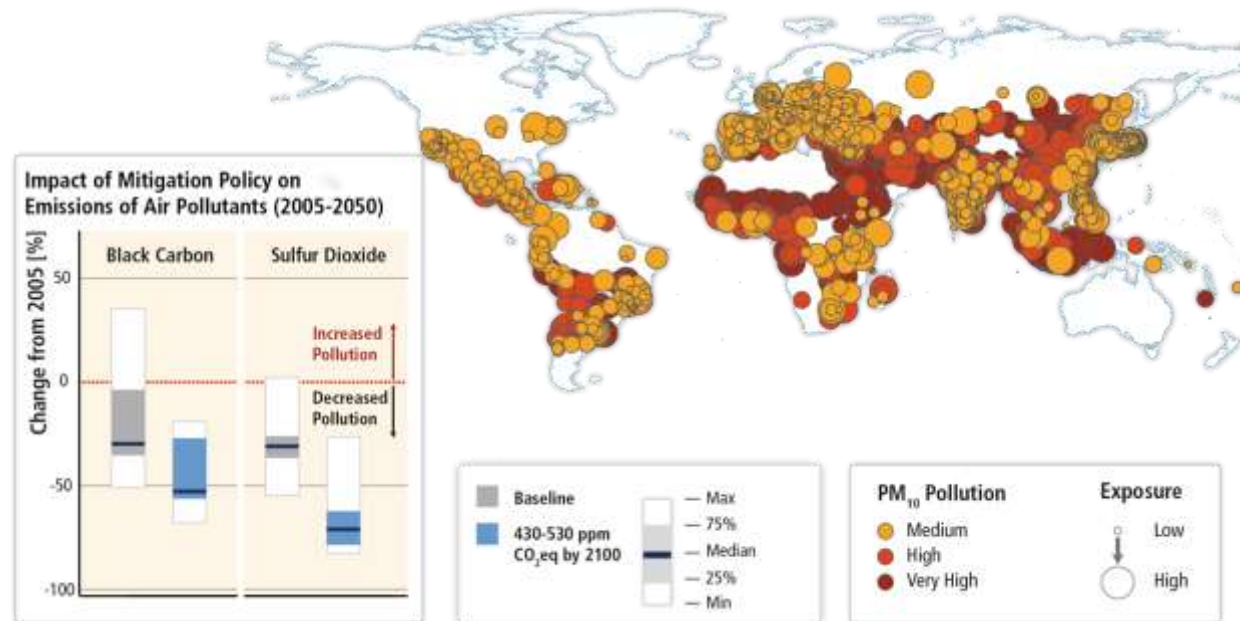 Impact of Mitigation Policy on
Emissions of Air Pollutants (2005-2050)
Change from 2005 [%]
Black Carbon
Sulfur Dioxide
50
0
-50
-100
Increased
Pollution
Decreased
Pollution
Baseline
430-530 ppm
CO₂eq by 2100
Max
75%
Median
25%
Min
PM₁₀ Pollution
Medium
High
Very High
Exposure
Low
High